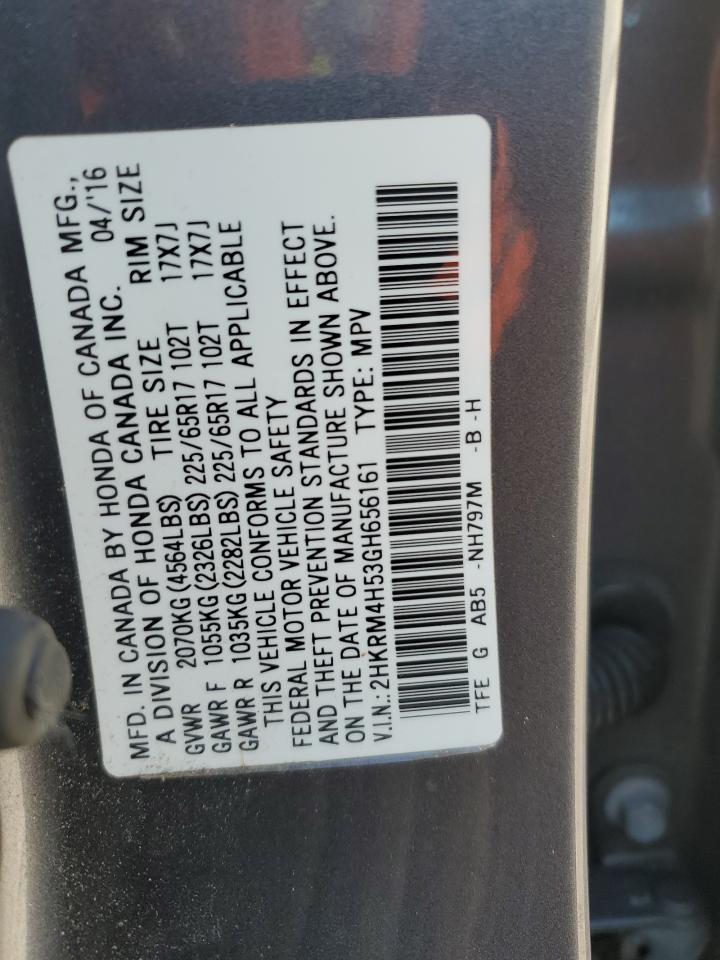 MFD. IN CANADA BY HONDA OF CANADA MFG.,
A DIVISION OF HONDA CANADA INC. 04/'16
GVWR 2070KG (4564LBS) TIRE SIZE RIM SIZE
GAWR F 1055KG (2326LBS) 225/65R17 102T 17X7J
GAWR R 1035KG (2282LBS) 225/65R17 102T 17X7J
THIS VEHICLE CONFORMS TO ALL APPLICABLE
FEDERAL MOTOR VEHICLE SAFETY
AND THEFT PREVENTION STANDARDS IN EFFECT
ON THE DATE OF MANUFACTURE SHOWN ABOVE.
V.I.N.: 2HKRM4H53GH656161 TYPE: MPV
TFE G AB5 -NH797M -B -H